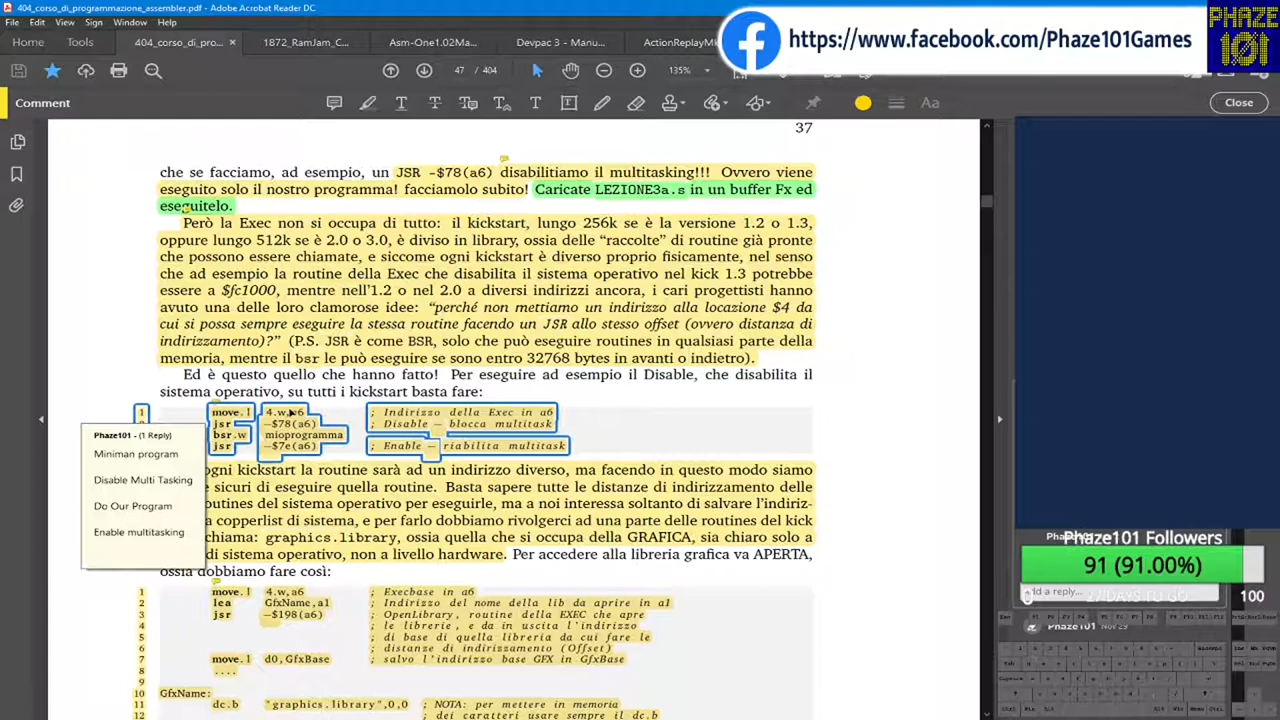 404_corso_di_programmazione_assembler.pdf - Adobe Acrobat Reader DC
File Edit View Sign Window Help
Home Tools 404_corso_di_pro... × 1872_RamJam_C... Asm-One1.02Ma... Devpac 3 - Manu... ActionReplayM
https://www.facebook.com/Phaze101Games
PHAZE
101
47 / 404 135%
Comment Close
37
che se facciamo, ad esempio, un JSR -$78(a6) disabilitiamo il multitasking!!! Ovvero viene
eseguito solo il nostro programma! facciamolo subito! Caricate LEZIONE3a.s in un buffer Fx ed
eseguitelo.
Però la Exec non si occupa di tutto: il kickstart, lungo 256k se è la versione 1.2 o 1.3,
oppure lungo 512k se è 2.0 o 3.0, è diviso in library, ossia delle “raccolte” di routine già pronte
che possono essere chiamate, e siccome ogni kickstart è diverso proprio fisicamente, nel senso
che ad esempio la routine della Exec che disabilita il sistema operativo nel kick 1.3 potrebbe
essere a $fc1000, mentre nell’1.2 o nel 2.0 a diversi indirizzi ancora, i cari progettisti hanno
avuto una delle loro clamorose idee: “perché non mettiamo un indirizzo alla locazione $4 da
cui si possa sempre eseguire la stessa routine facendo un JSR allo stesso offset (ovvero distanza di
indirizzamento)?” (P.S. JSR è come BSR, solo che può eseguire routines in qualsiasi parte della
memoria, mentre il bsr le può eseguire se sono entro 32768 bytes in avanti o indietro).
Ed è questo quello che hanno fatto! Per eseguire ad esempio il Disable, che disabilita il
sistema operativo, su tutti i kickstart basta fare:
1 move.l 4.w,a6 ; Indirizzo della Exec in a6
jsr -$78(a6) ; Disable - blocca multitask
bsr.w mioprogramma
jsr -$7e(a6) ; Enable - riabilita multitask
Phaze101 - (1 Reply)
Miniman program
Disable Multi Tasking
Do Our Program
Enable multitasking
ogni kickstart la routine sarà ad un indirizzo diverso, ma facendo in questo modo siamo
sicuri di eseguire quella routine. Basta sapere tutte le distanze di indirizzamento delle
outines del sistema operativo per eseguirle, ma a noi interessa soltanto di salvare l’indiriz-
a copperlist di sistema, e per farlo dobbiamo rivolgerci ad una parte delle routines del kick
chiama: graphics.library, ossia quella che si occupa della GRAFICA, sia chiaro solo a
di sistema operativo, non a livello hardware. Per accedere alla libreria grafica va APERTA,
ossia dobbiamo fare così:
1 move.l 4.w,a6 ; Execbase in a6
2 lea GfxName,a1 ; Indirizzo del nome della lib da aprire in a1
3 jsr -$198(a6) ; OpenLibrary, routine della EXEC che apre
4 ; le librerie, e da in uscita l’indirizzo
5 ; di base di quella libreria da cui fare le
6 ; distanze di indirizzamento (Offset)
7 move.l d0,GfxBase ; salvo l’indirizzo base GFX in GfxBase
8 ....
9
10 GfxName:
11 dc.b "graphics.library",0,0 ; NOTA: per mettere in memoria
12 ; dei caratteri usare sempre il dc.b
Phaze101 Followers
91 (91.00%)
0 100
Add a reply...
DAYS TO GO
Phaze101 Nov 29